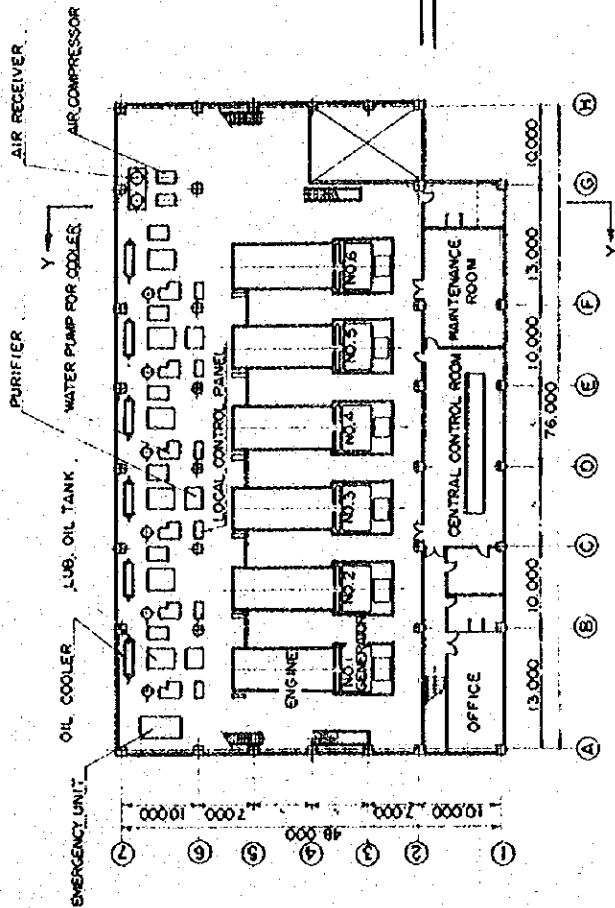 AIR RECEIVER
AIR COMPRESSOR
Y
WATER PUMP FOR COOLER
PURIFIER
LUB. OIL TANK
OIL COOLER
EMERGENCY UNIT
LOCAL CONTROL PANEL
NO.6
NO.5
NO.4
NO.3
NO.2
NO.1
ENGINE
GENERATOR
MAINTENANCE
ROOM
CENTRAL CONTROL ROOM
OFFICE
Y
7
6
5
4
3
2
1
10,000
7,000
7,000
10,000
48,000
13,000
10,000
10,000
13,000
10,000
76,000
A
B
C
D
E
F
G
H